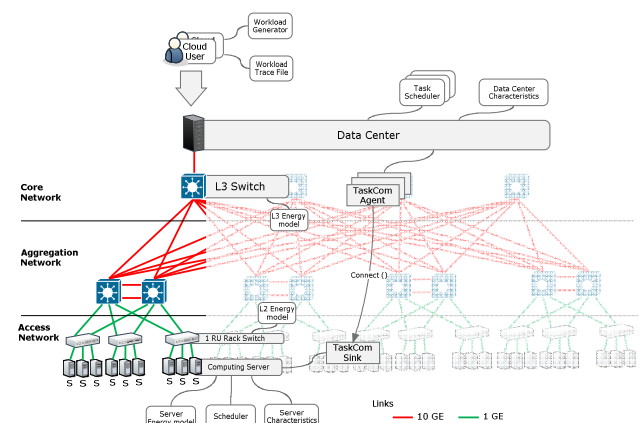 Workload
Generator
Cloud
Cloud
User
Workload
Trace File
Task
Scheduler
Data Center
Characteristics
Data Center
Core
Network
L3 Switch
TaskCom
Agent
L3 Energy
model
Aggregation
Network
Connect ()
Access
Network
L2 Energy
model
1 RU Rack Switch
TaskCom
Sink
Computing Server
S S S S S S S S S
Server
Energy model
Scheduler
Server
Characteristics
Links
10 GE
1 GE